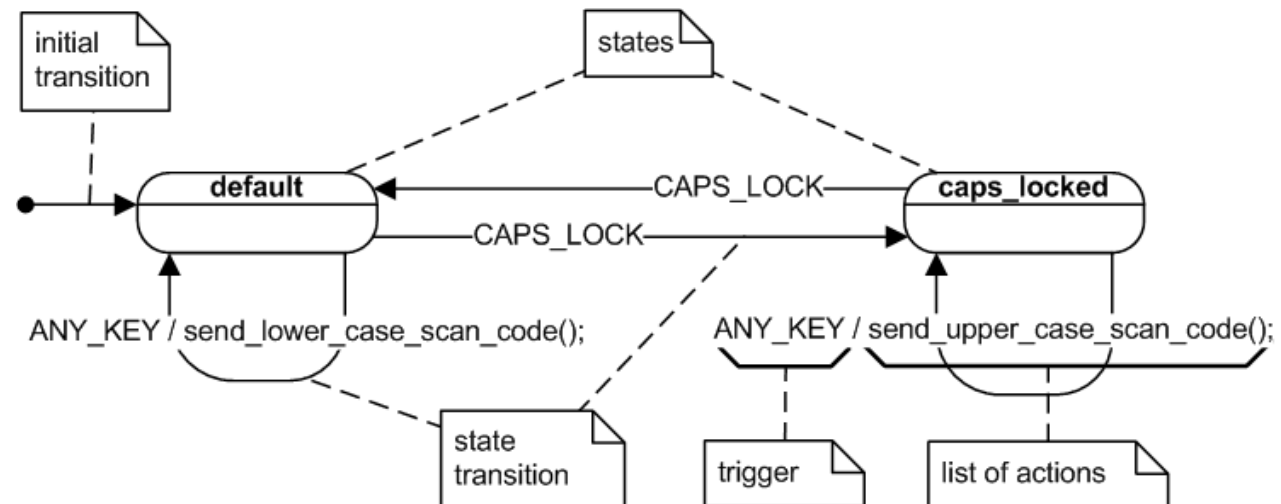 initial
transition
states
default
CAPS_LOCK
caps_locked
CAPS_LOCK
ANY_KEY / send_lower_case_scan_code();
ANY_KEY / send_upper_case_scan_code();
state
transition
trigger
list of actions